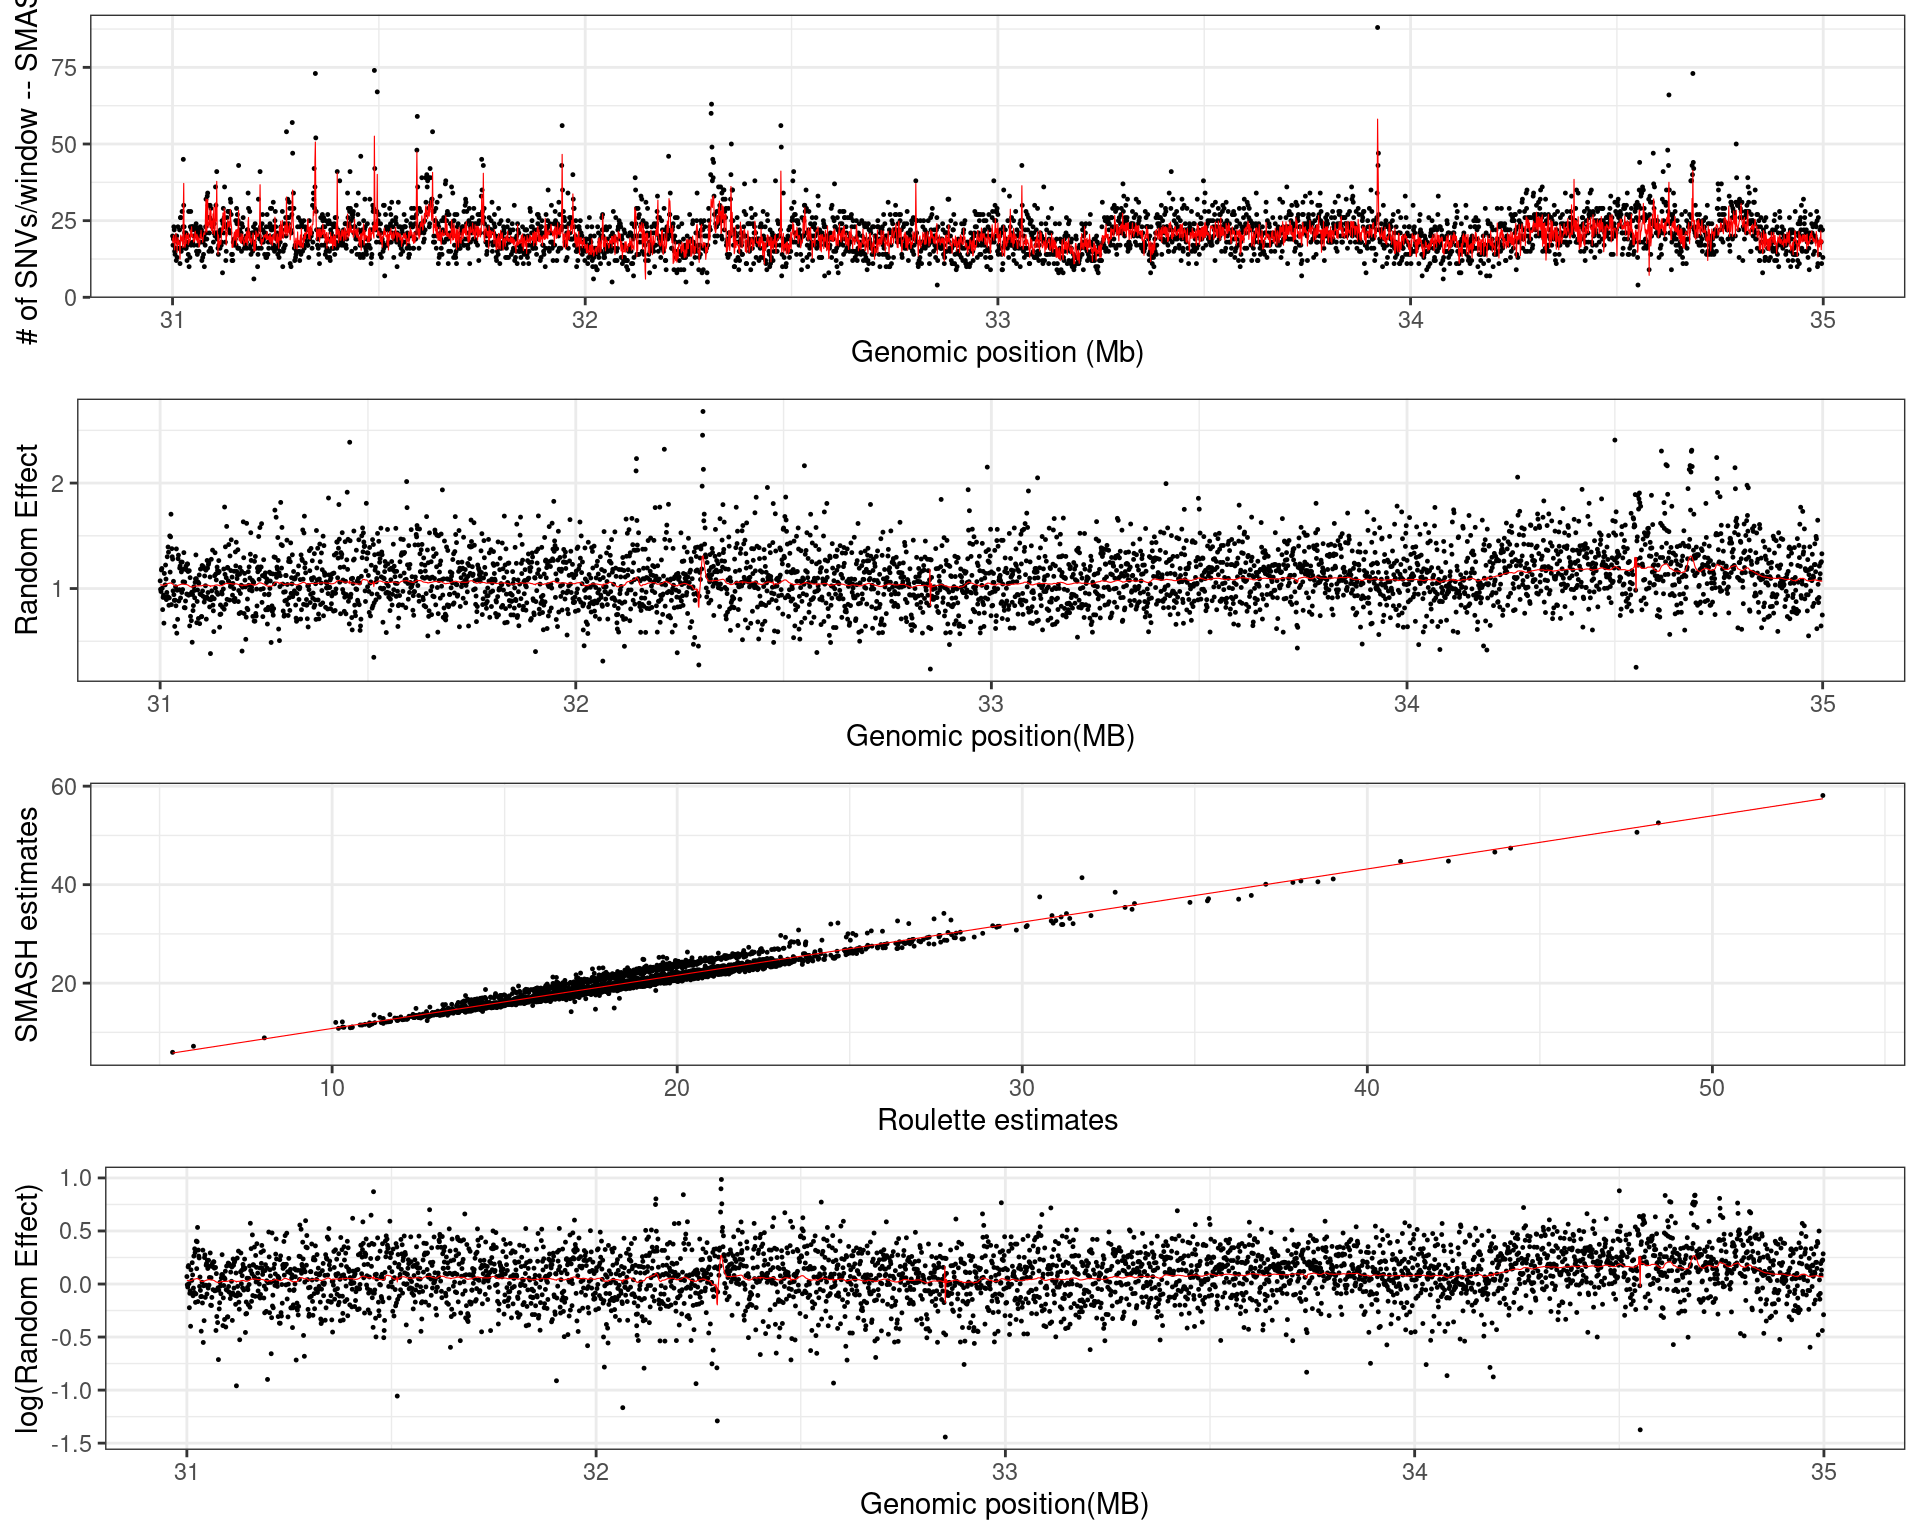 # of SNVs/window -- SMAS
75
50
25
0
31 32 33 34 35
Genomic position (Mb)
Random Effect
2
1
31 32 33 34 35
Genomic position(MB)
SMASH estimates
60
40
20
10 20 30 40 50
Roulette estimates
log(Random Effect)
1.0
0.5
0.0
-0.5
-1.0
-1.5
31 32 33 34 35
Genomic position(MB)